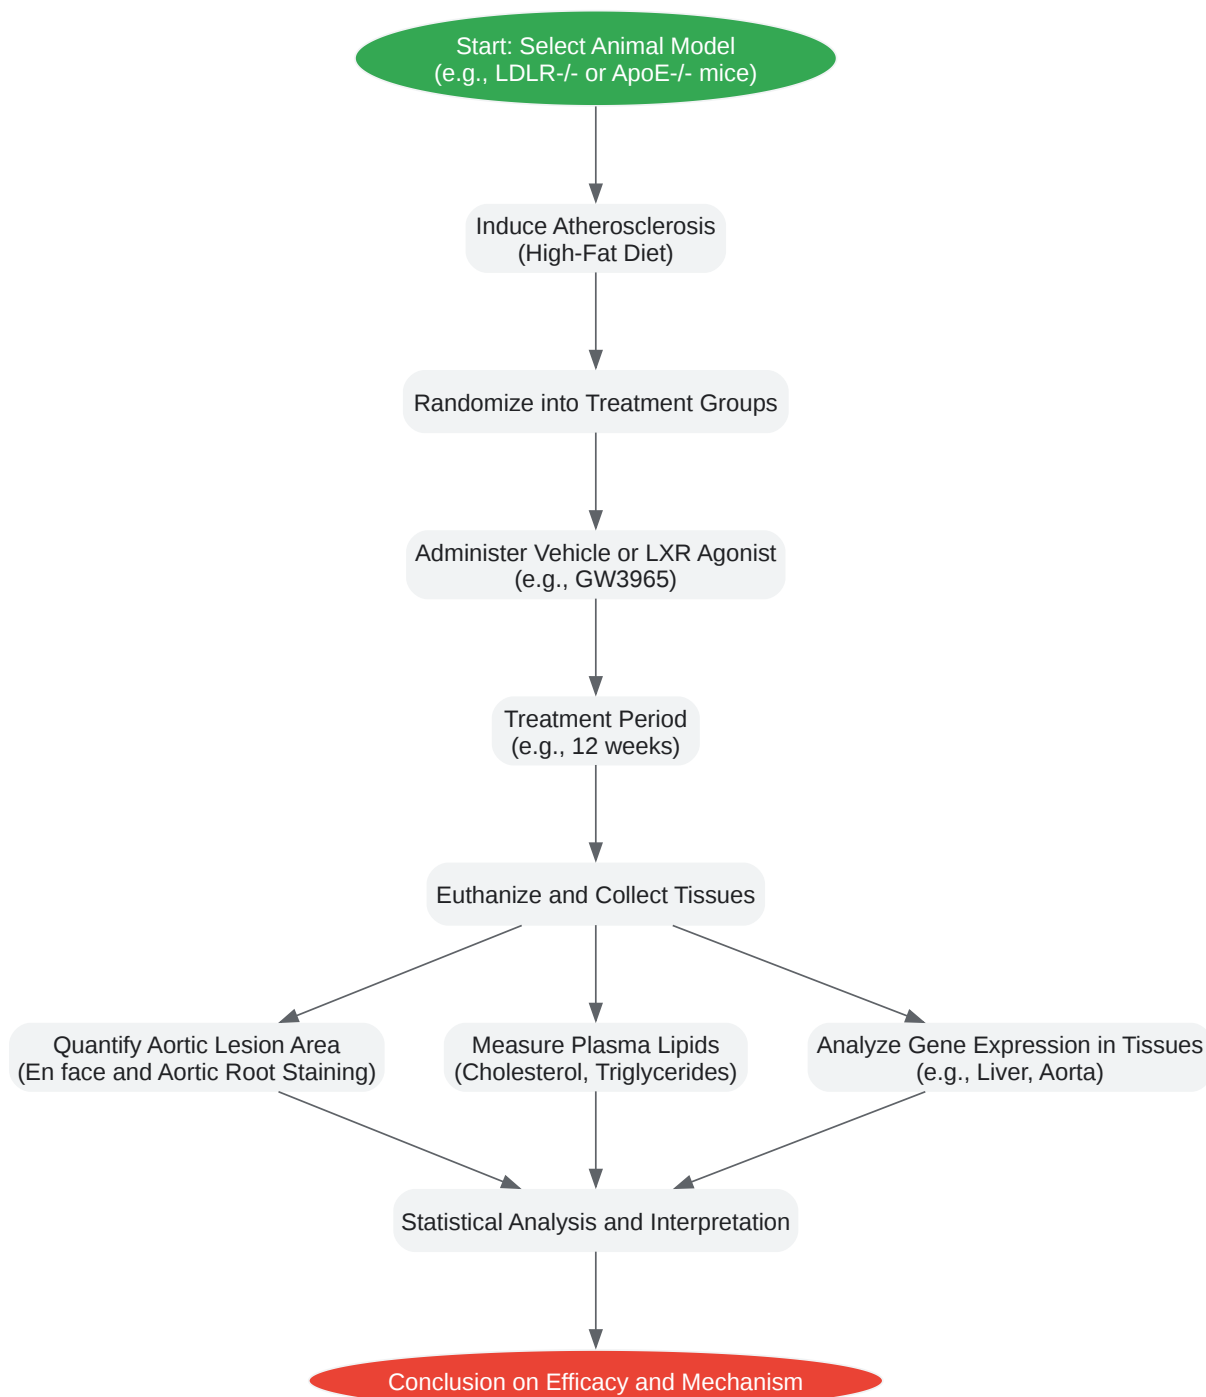 Start: Select Animal Model
(e.g., LDLR-/- or ApoE-/- mice)
Induce Atherosclerosis
(High-Fat Diet)
Randomize into Treatment Groups
Administer Vehicle or LXR Agonist
(e.g., GW3965)
Treatment Period
(e.g., 12 weeks)
Euthanize and Collect Tissues
Quantify Aortic Lesion Area
(En face and Aortic Root Staining)
Measure Plasma Lipids
(Cholesterol, Triglycerides)
Analyze Gene Expression in Tissues
(e.g., Liver, Aorta)
Statistical Analysis and Interpretation
Conclusion on Efficacy and Mechanism